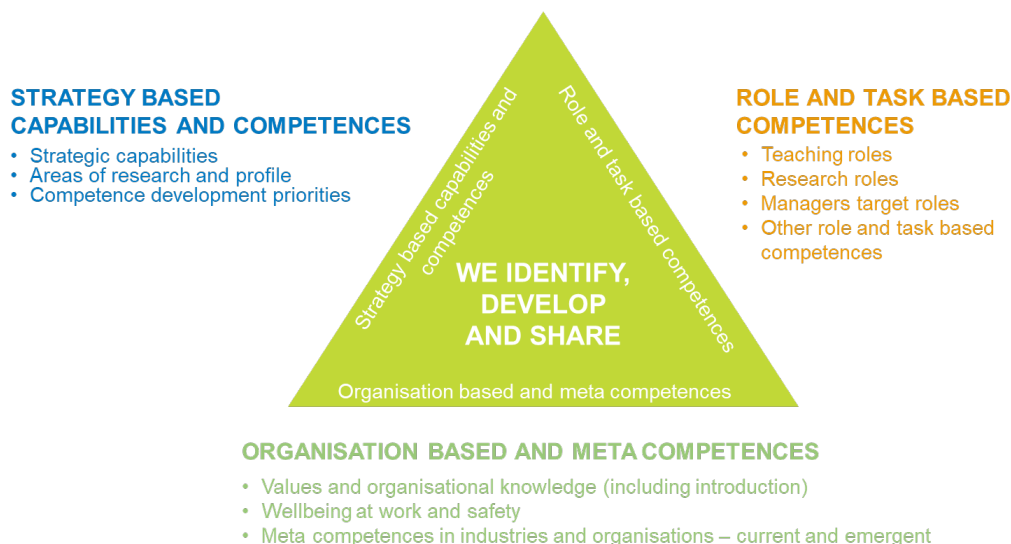 STRATEGY BASED
CAPABILITIES AND COMPETENCES
• Strategic capabilities
• Areas of research and profile
• Competence development priorities
Strategy based capabilities and
competences
Role and task based competences
WE IDENTIFY,
DEVELOP
AND SHARE
Organisation based and meta competences
ROLE AND TASK BASED
COMPETENCES
• Teaching roles
• Research roles
• Managers target roles
• Other role and task based
competences
ORGANISATION BASED AND META COMPETENCES
• Values and organisational knowledge (including introduction)
• Wellbeing at work and safety
• Meta competences in industries and organisations – current and emergent